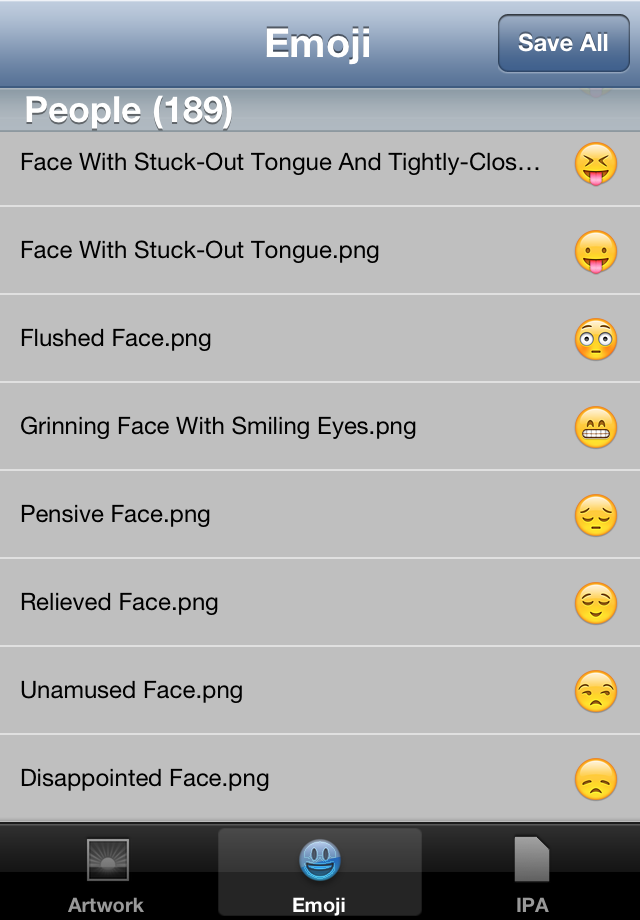 Emoji
Save All
People (189)
Face With Stuck-Out Tongue And Tightly-Clos...
Face With Stuck-Out Tongue.png
Flushed Face.png
Grinning Face With Smiling Eyes.png
Pensive Face.png
Relieved Face.png
Unamused Face.png
Disappointed Face.png
Artwork
Emoji
IPA